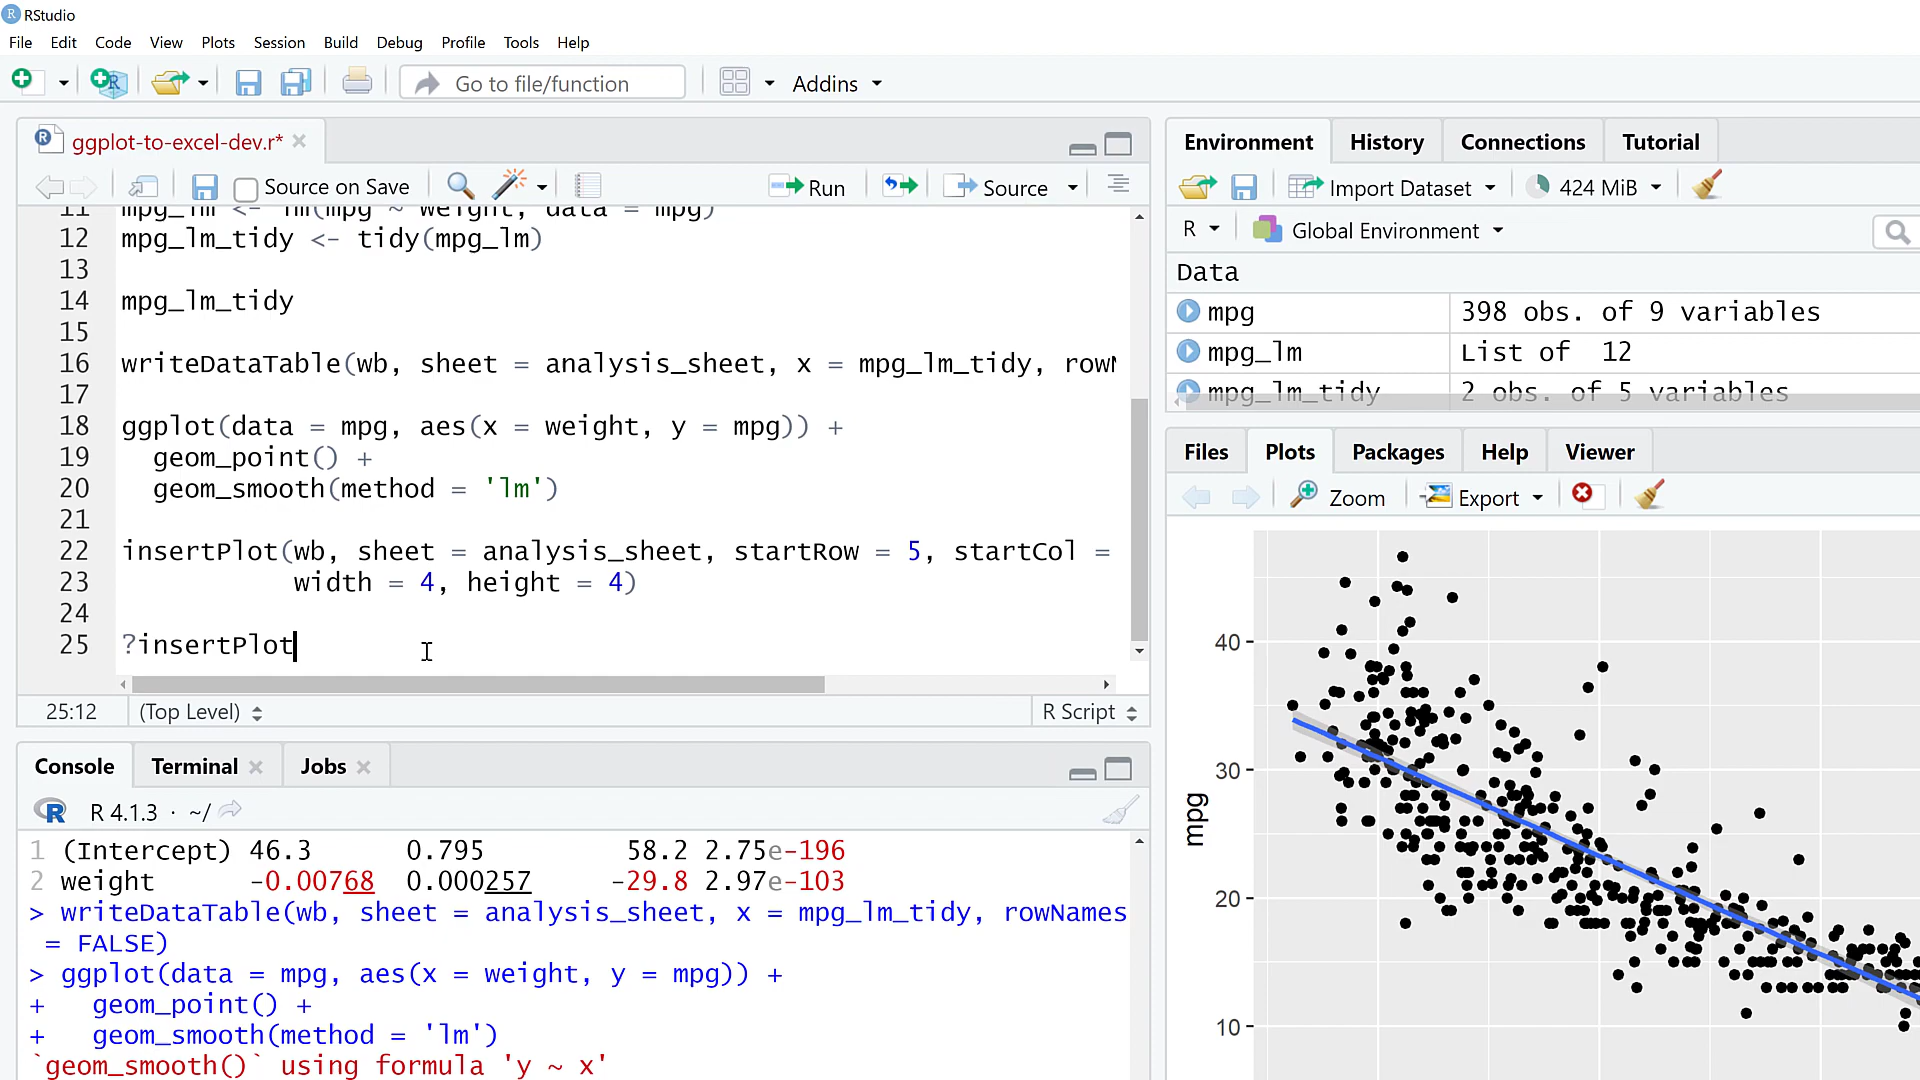 RStudio
File Edit Code View Plots Session Build Debug Profile Tools Help
Go to file/function Addins
ggplot-to-excel-dev.r*
Source on Save Run Source
11 mpg_lm <- lm(mpg ~ weight, data = mpg)
12 mpg_lm_tidy <- tidy(mpg_lm)
13
14 mpg_lm_tidy
15
16 writeDataTable(wb, sheet = analysis_sheet, x = mpg_lm_tidy, rowN
17
18 ggplot(data = mpg, aes(x = weight, y = mpg)) +
19 geom_point() +
20 geom_smooth(method = 'lm')
21
22 insertPlot(wb, sheet = analysis_sheet, startRow = 5, startCol =
23 width = 4, height = 4)
24
25 ?insertPlot
25:12 (Top Level) R Script
Console Terminal Jobs
R 4.1.3 · ~/
1 (Intercept) 46.3 0.795 58.2 2.75e-196
2 weight -0.00768 0.000257 -29.8 2.97e-103
> writeDataTable(wb, sheet = analysis_sheet, x = mpg_lm_tidy, rowNames
= FALSE)
> ggplot(data = mpg, aes(x = weight, y = mpg)) +
+ geom_point() +
+ geom_smooth(method = 'lm')
`geom_smooth()` using formula 'y ~ x'
Environment History Connections Tutorial
Import Dataset 424 MiB
R Global Environment
Data
mpg 398 obs. of 9 variables
mpg_lm List of 12
mpg_lm_tidy 2 obs. of 5 variables
Files Plots Packages Help Viewer
Zoom Export
40
30
mpg
20
10